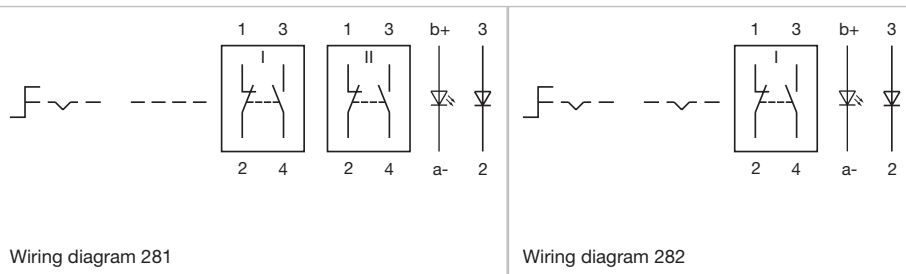 1 3 1 3 b+ 3
I II
2 4 2 4 a- 2
Wiring diagram 281
1 3 b+ 3
I
2 4 a- 2
Wiring diagram 282